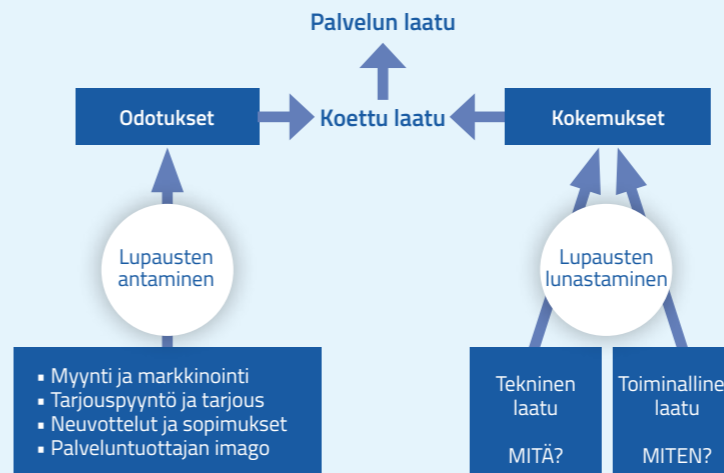 Palvelun laatu
Odotukset
Koettu laatu
Kokemukset
Lupausten
antaminen
Lupausten
lunastaminen
▪ Myynti ja markkinointi
▪ Tarjouspyyntö ja tarjous
▪ Neuvottelut ja sopimukset
▪ Palveluntuottajan imago
Tekninen
laatu
MITÄ?
Toiminalline
laatu
MITEN?